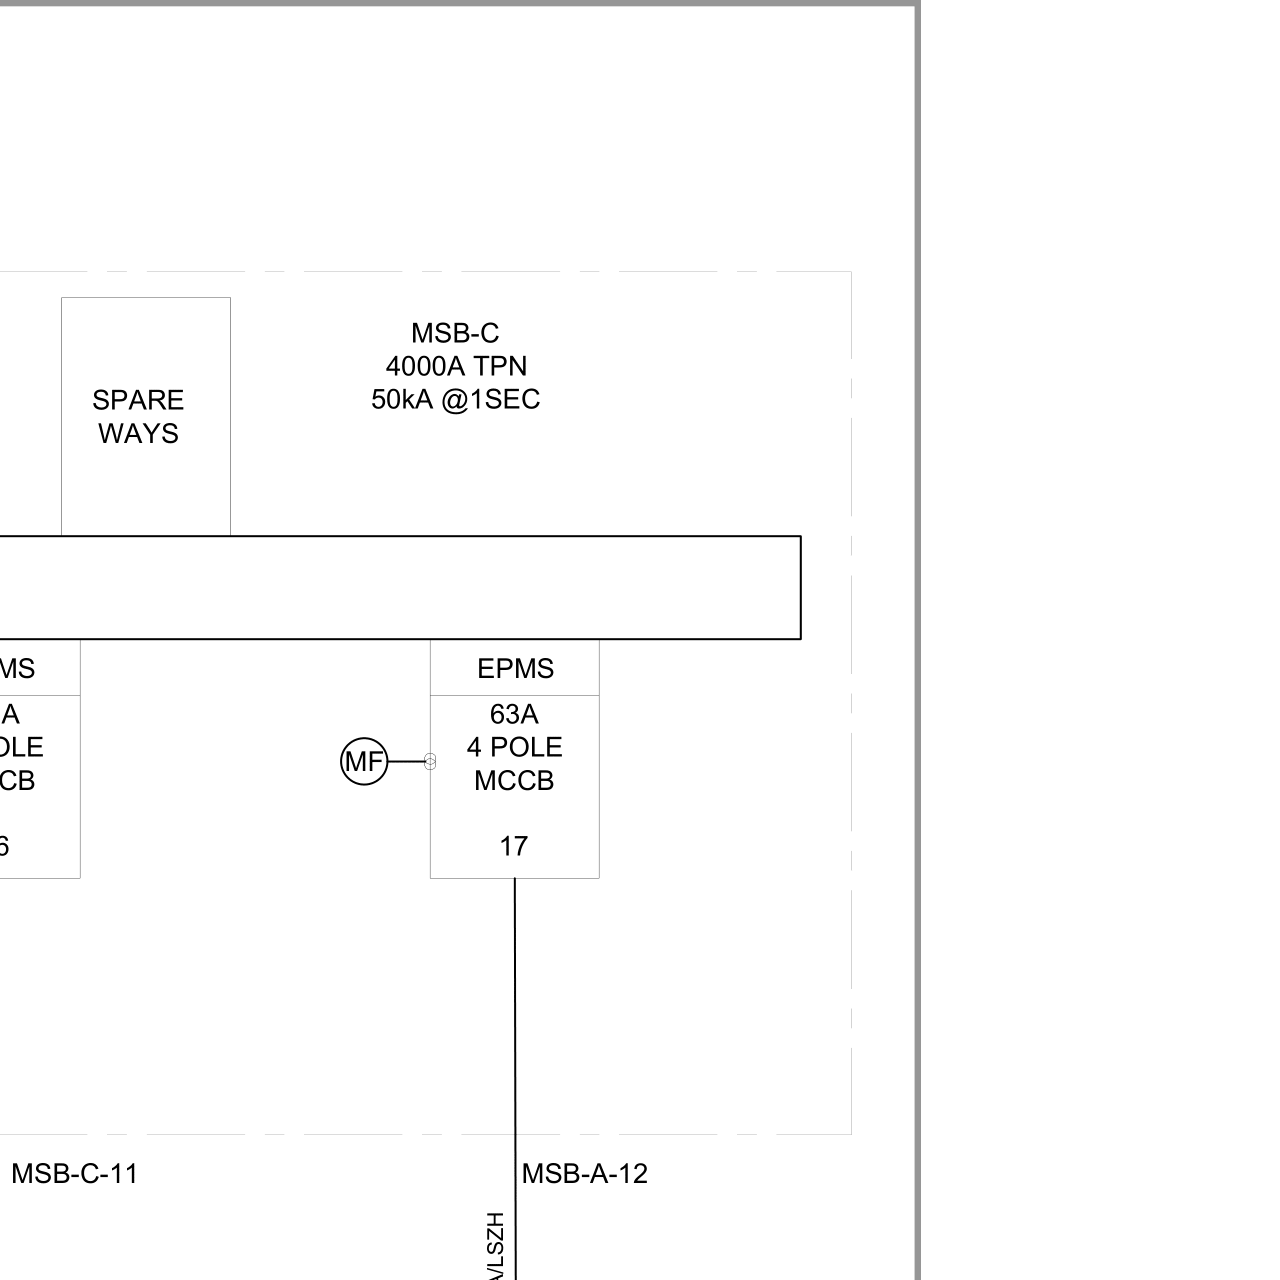 MSB-C
4000A TPN
50kA @1SEC
SPARE
WAYS
MS
A
OLE
CB
6
EPMS
63A
4 POLE
MCCB
17
MF
MSB-C-11
MSB-A-12
/LSZH